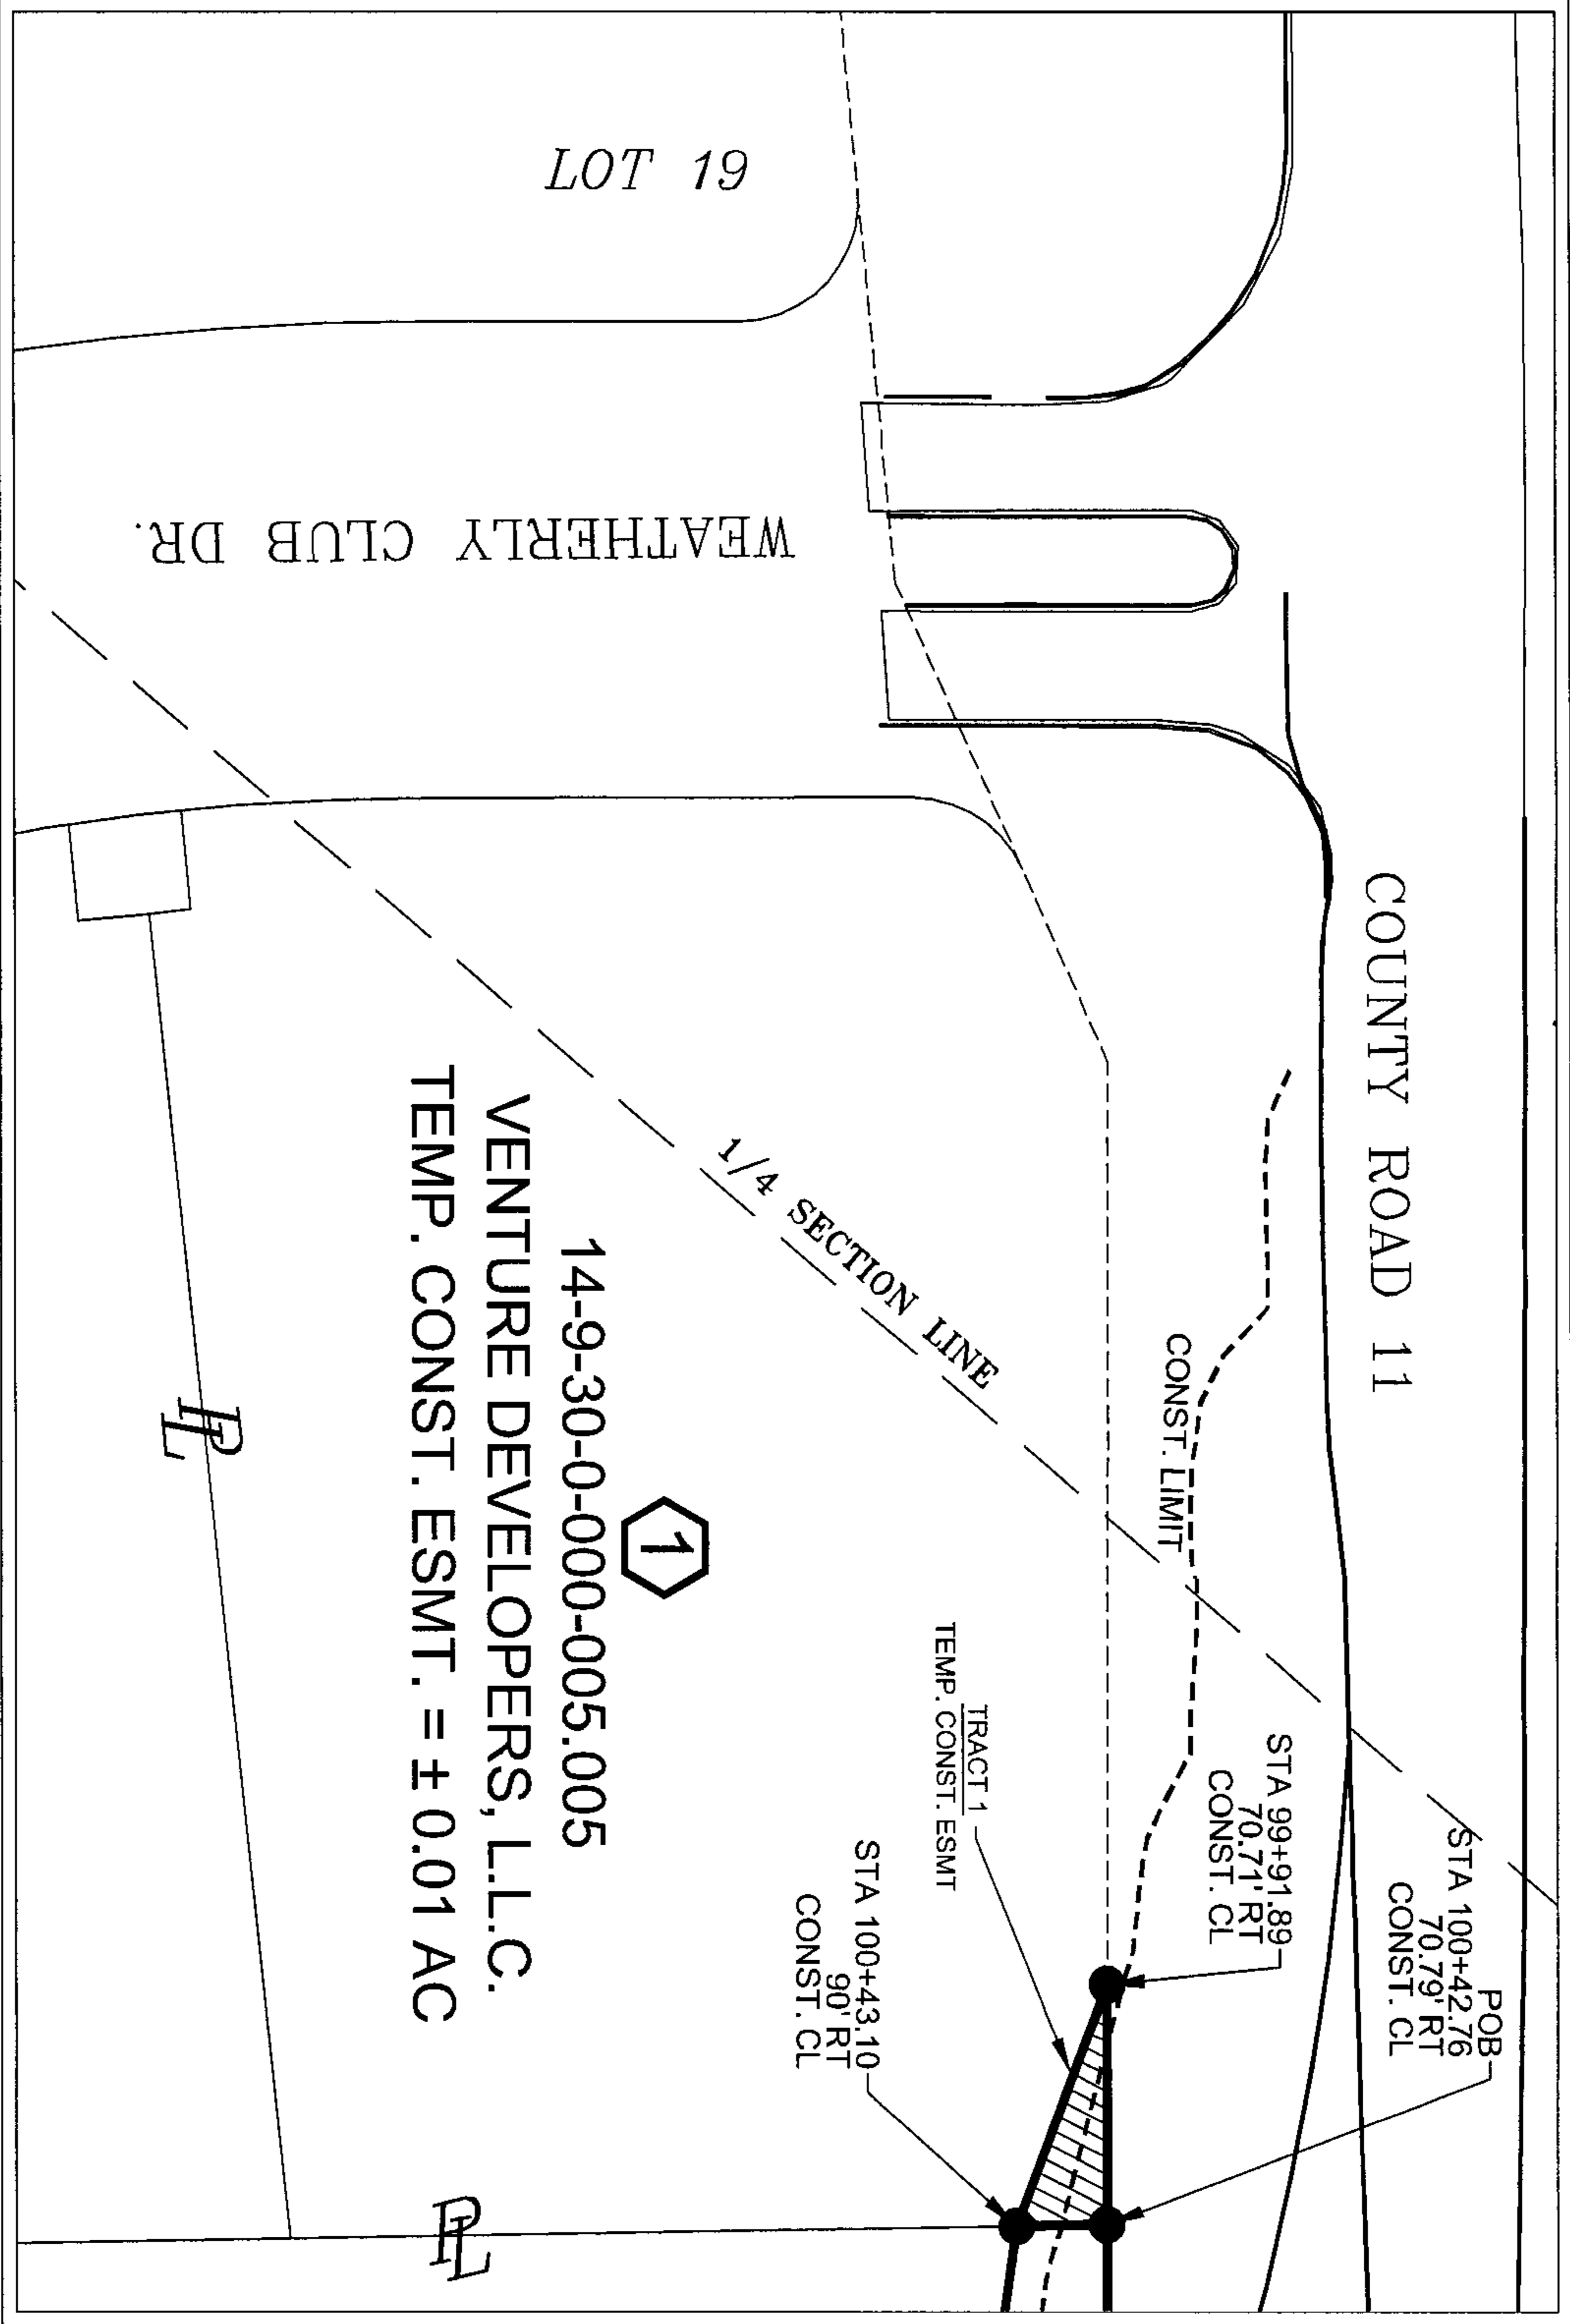 LOT 19
WEATHERLY CLUB DR.
COUNTY ROAD 11
1/4 SECTION LINE
CONST. LIMIT
POB
STA 100+42.76
70.79' RT
CONST. CL
STA 99+91.89
70.71' RT
CONST. CL
TRACT 1
TEMP. CONST. ESMT
STA 100+43.10
90' RT
CONST. CL
1
14-9-30-0-000-005.005
VENTURE DEVELOPERS, L.L.C.
TEMP. CONST. ESMT. = ± 0.01 AC
PL
PL